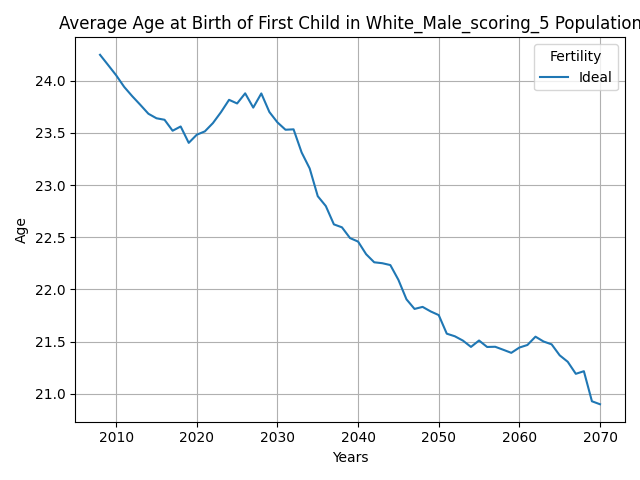 Average Age at Birth of First Child in White_Male_scoring_5 Population
Fertility
Ideal
24.0
23.5
23.0
22.5
22.0
21.5
21.0
Age
2010 2020 2030 2040 2050 2060 2070
Years